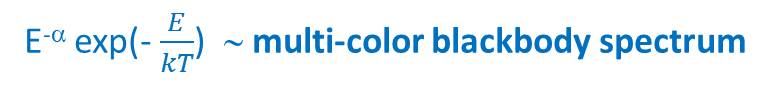 E⁻ᵅ exp(- E/kT) ~ multi-color blackbody spectrum